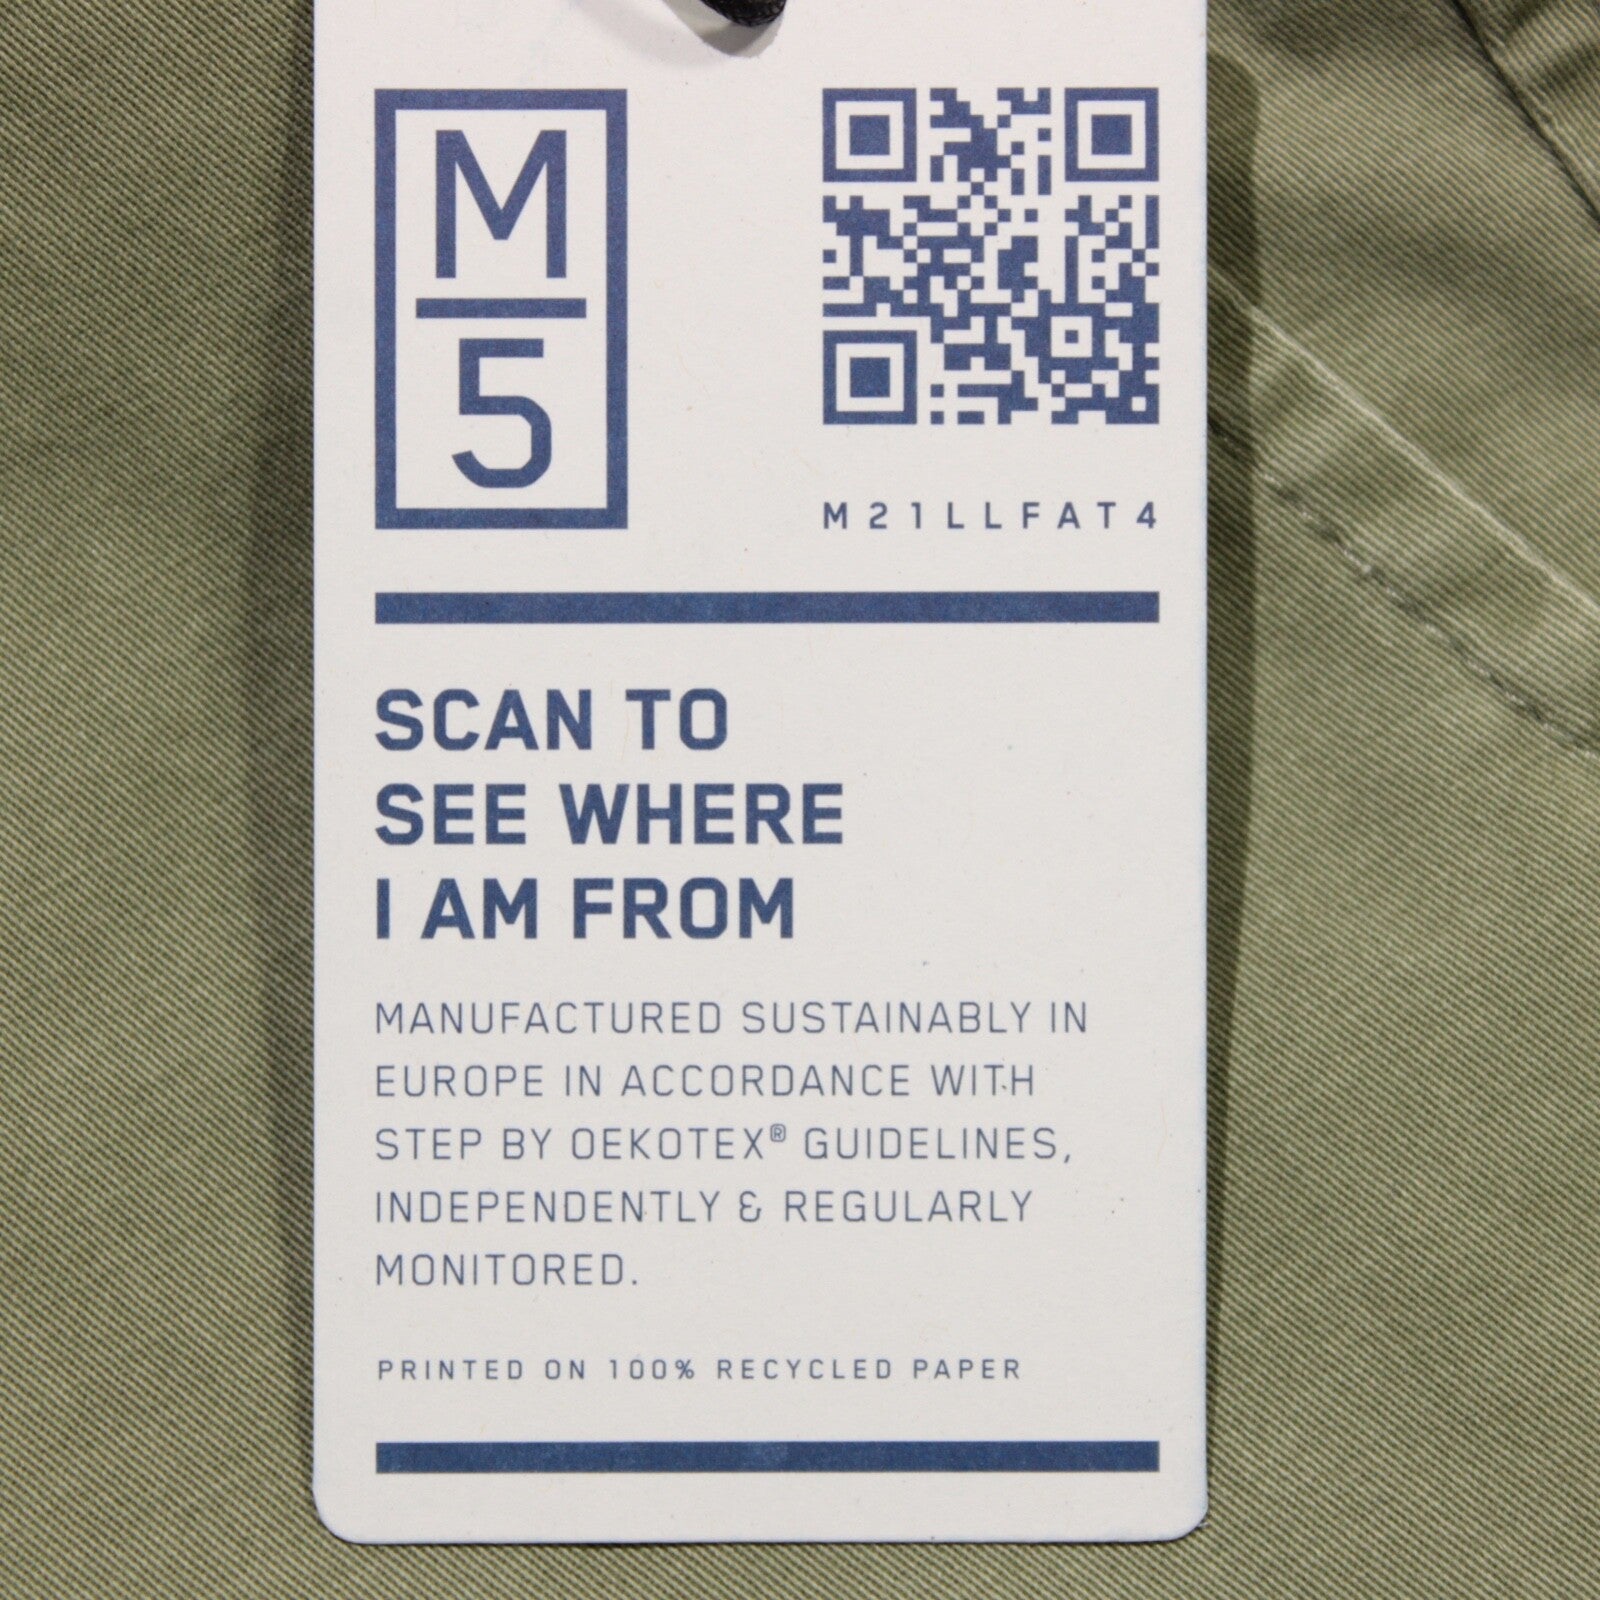 M
5
M21LLFAT4
SCAN TO
SEE WHERE
I AM FROM
MANUFACTURED SUSTAINABLY IN
EUROPE IN ACCORDANCE WITH
STEP BY OEKOTEX® GUIDELINES,
INDEPENDENTLY & REGULARLY
MONITORED.
PRINTED ON 100% RECYCLED PAPER